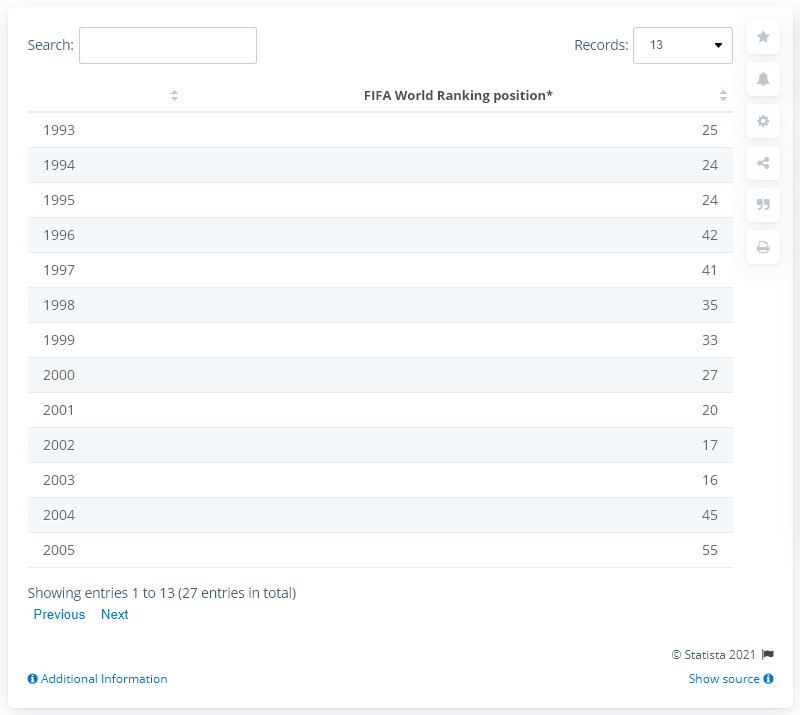 Search:
Records: 13
FIFA World Ranking position*
1993 25
1994 24
1995 24
1996 42
1997 41
1998 35
1999 33
2000 27
2001 20
2002 17
2003 16
2004 45
2005 55
Showing entries 1 to 13 (27 entries in total)
Previous Next
© Statista 2021
Additional Information
Show source